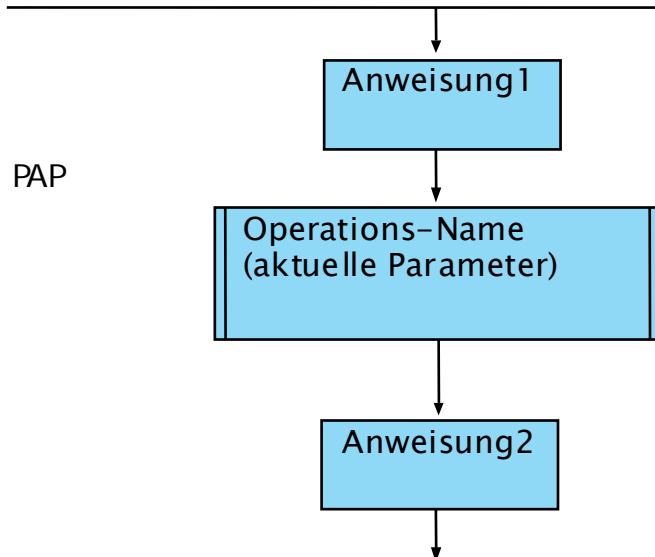 Anweisung1
PAP
Operations-Name
(aktuelle Parameter)
Anweisung2